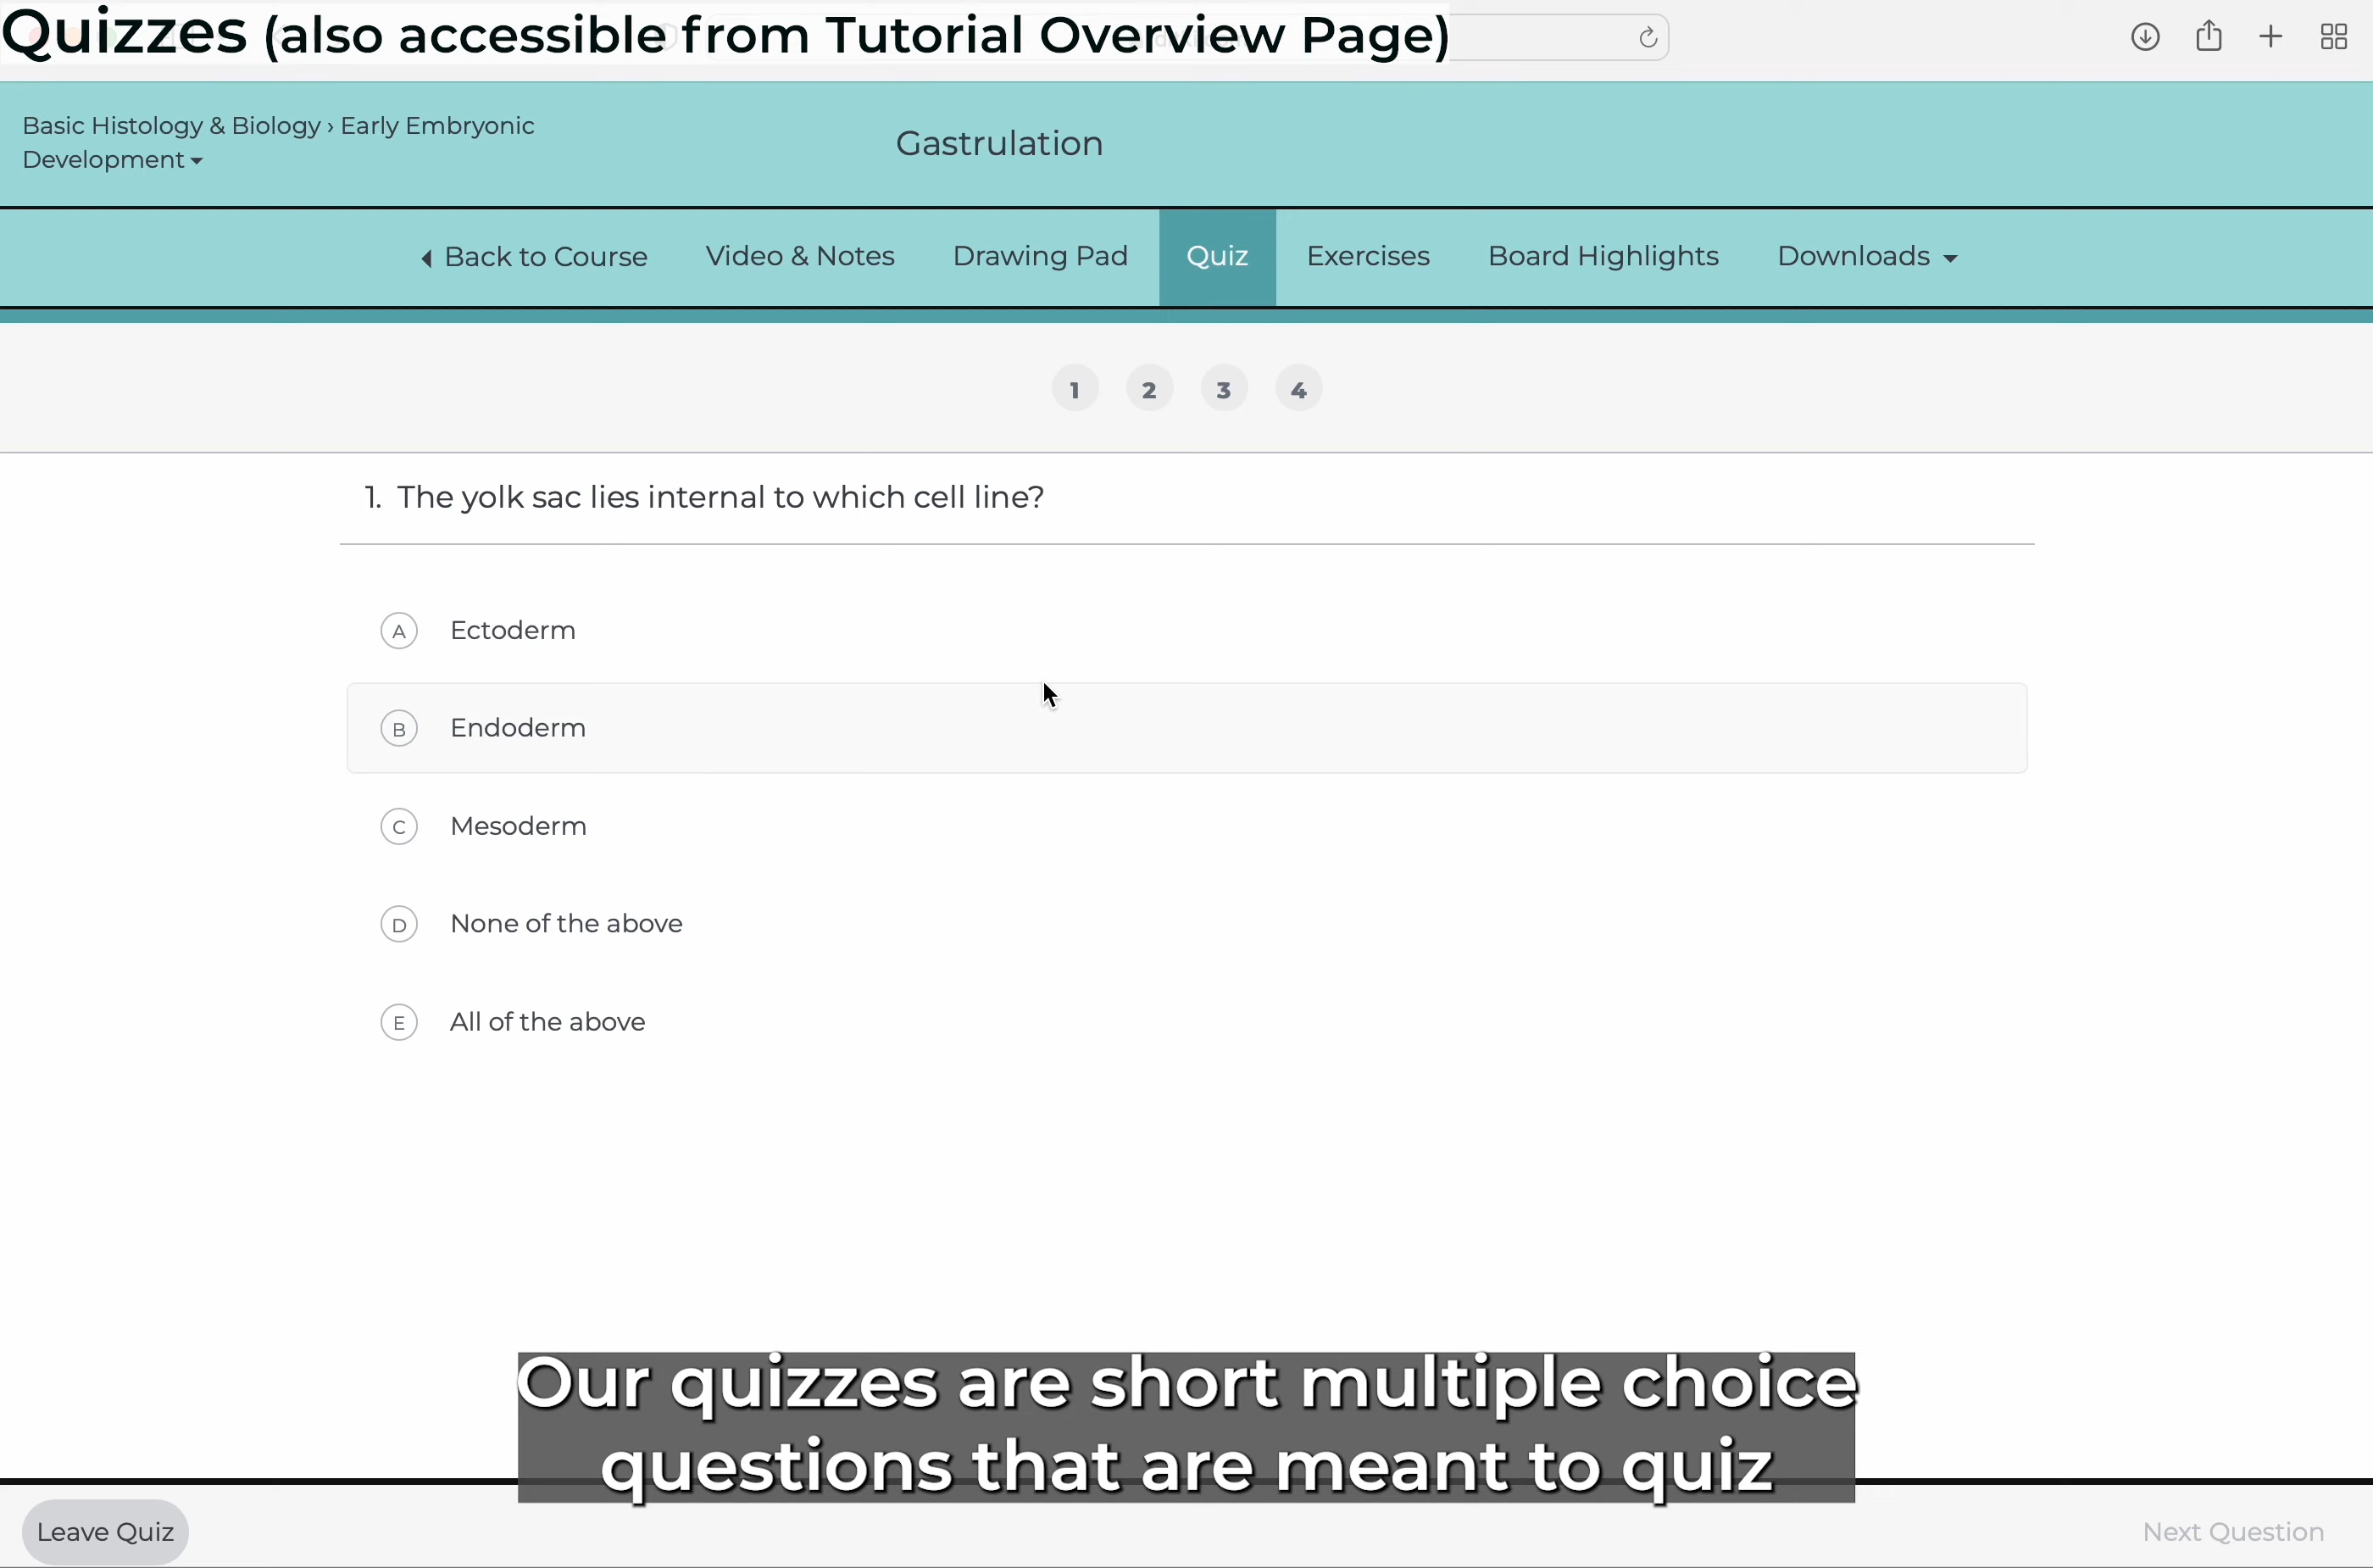 Quizzes (also accessible from Tutorial Overview Page)
Basic Histology & Biology › Early Embryonic
Development
Gastrulation
Back to Course
Video & Notes
Drawing Pad
Quiz
Exercises
Board Highlights
Downloads
1 2 3 4
1. The yolk sac lies internal to which cell line?
A Ectoderm
B Endoderm
C Mesoderm
D None of the above
E All of the above
Our quizzes are short multiple choice
questions that are meant to quiz
Leave Quiz
Next Question